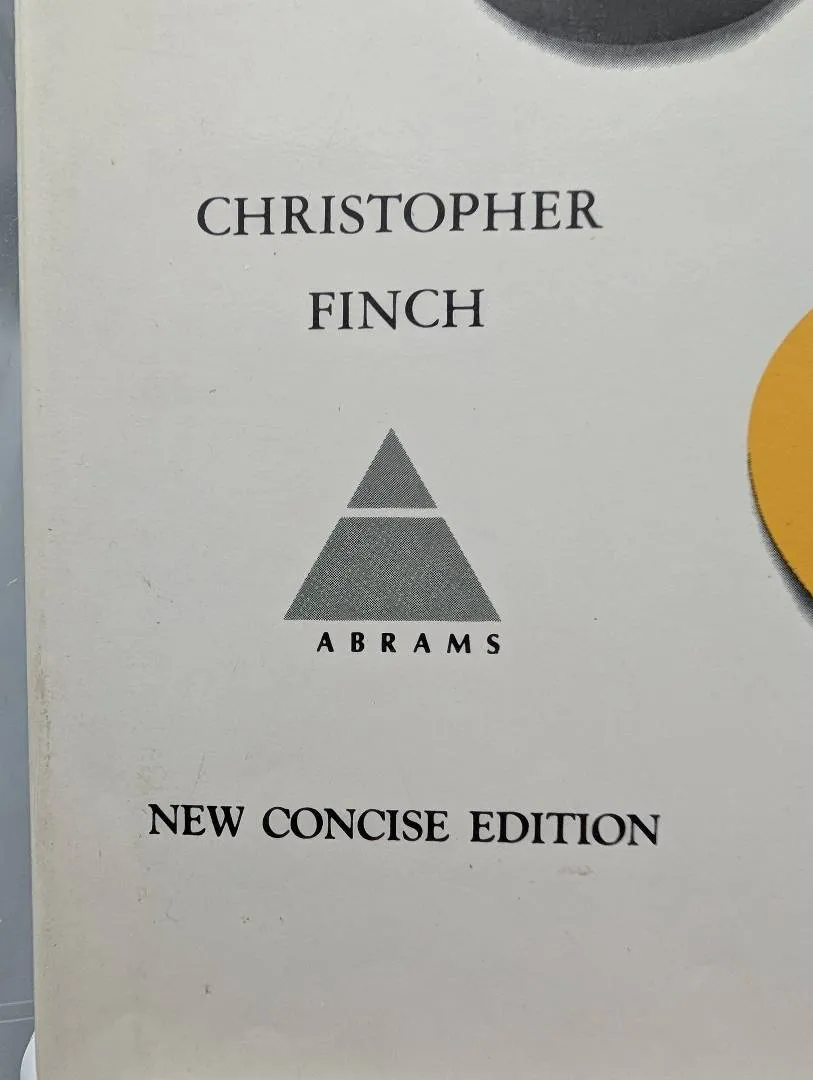 CHRISTOPHER
FINCH
ABRAMS
NEW CONCISE EDITION